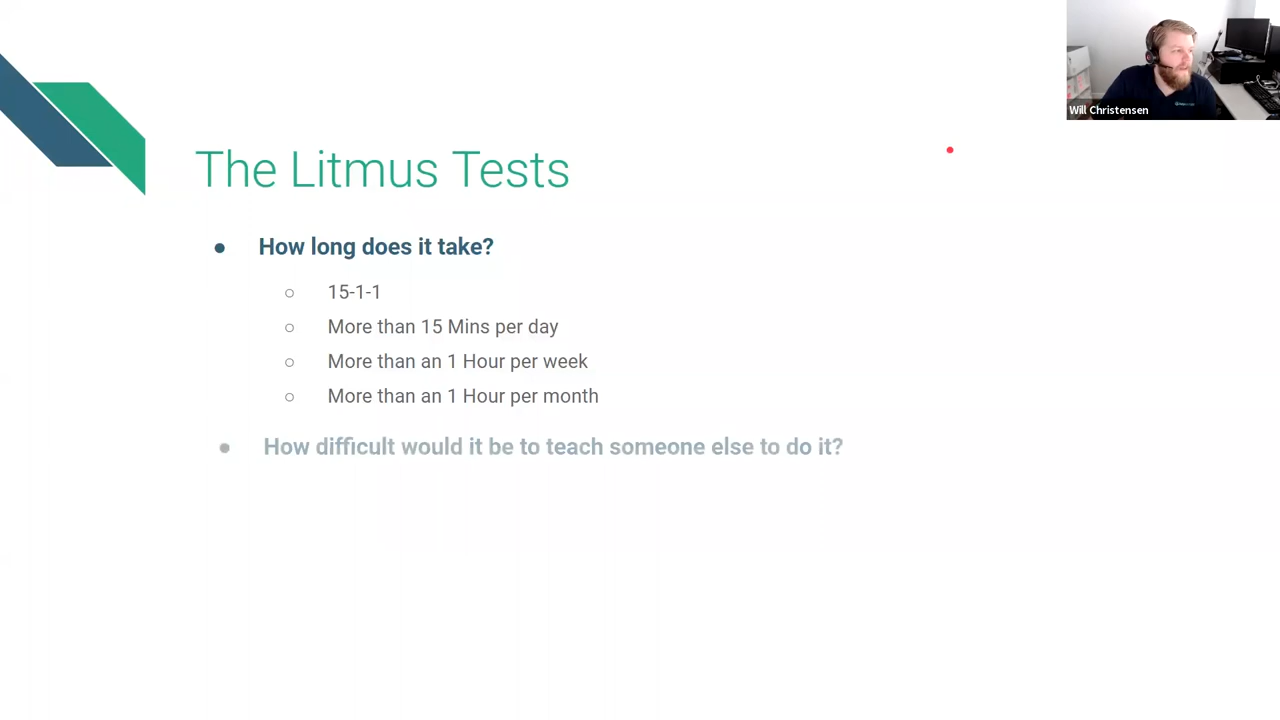 Will Christensen
The Litmus Tests
How long does it take?
15-1-1
More than 15 Mins per day
More than an 1 Hour per week
More than an 1 Hour per month
How difficult would it be to teach someone else to do it?